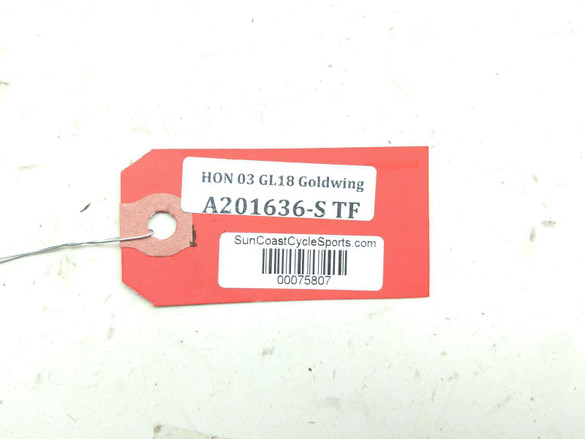 HON 03 GL18 Goldwing
A201636-S TF
SunCoastCycleSports.com
00075807